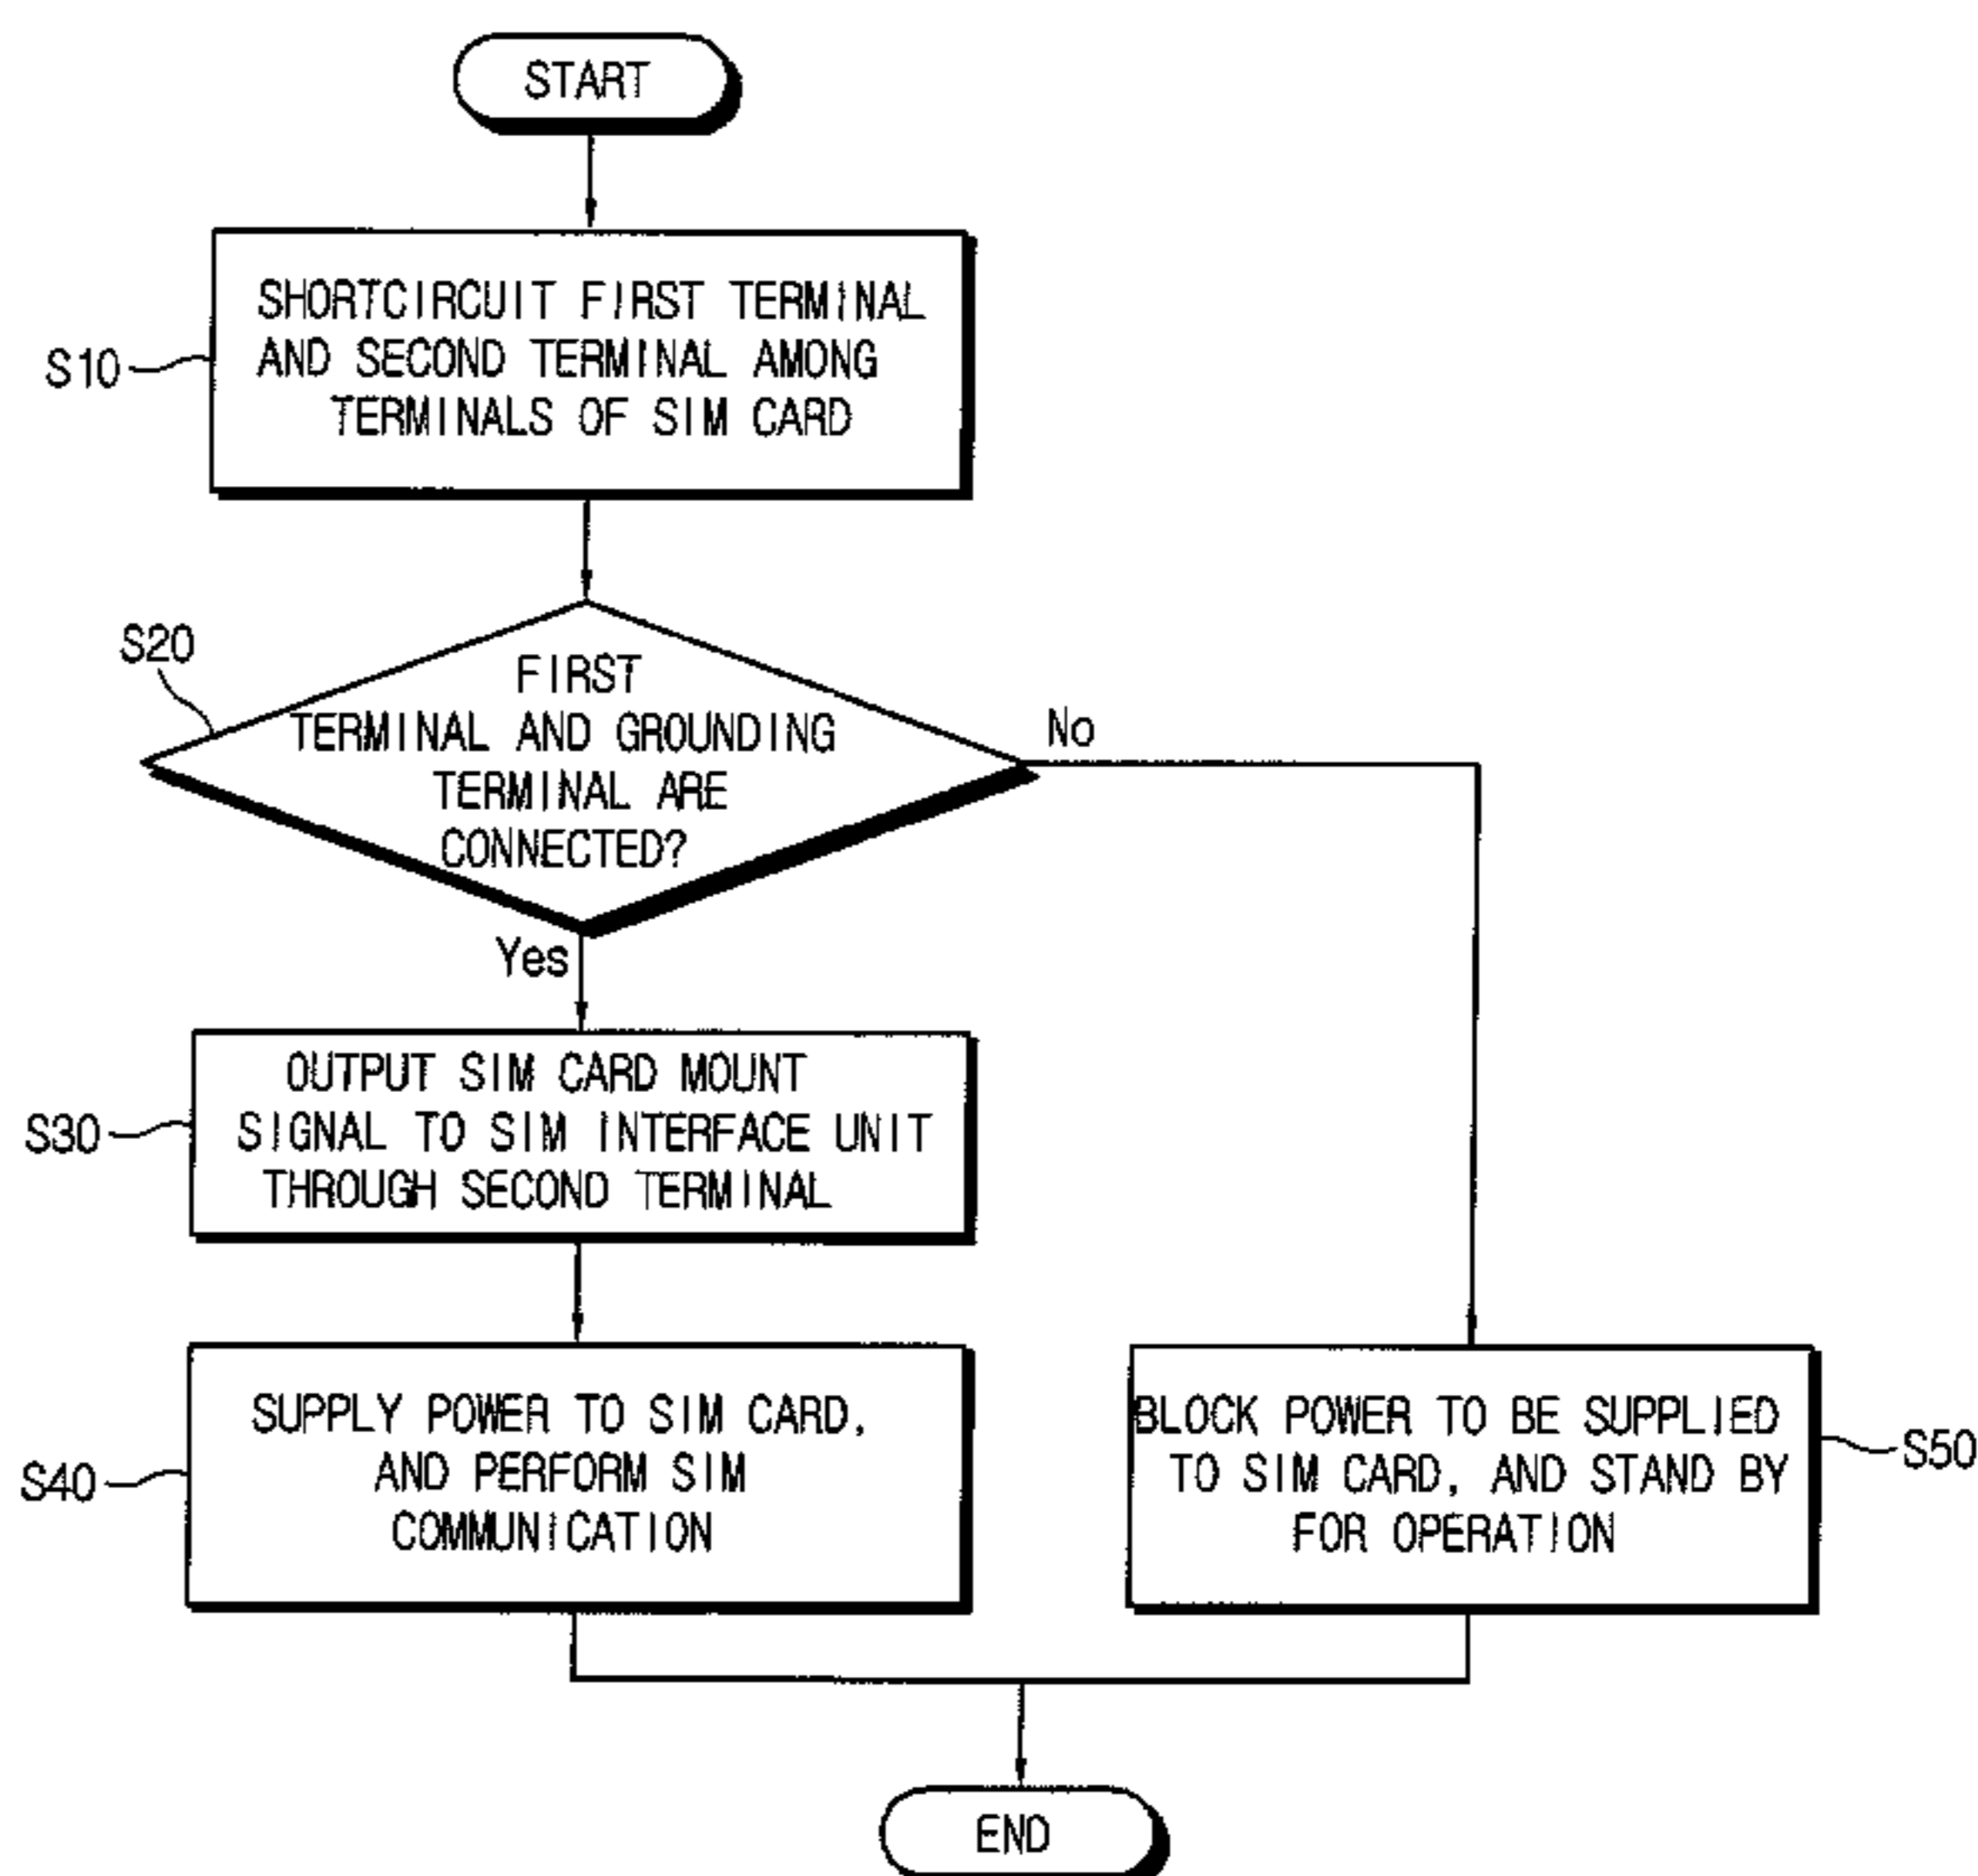 START
S10
SHORTCIRCUIT FIRST TERMINAL
AND SECOND TERMINAL AMONG
TERMINALS OF SIM CARD
S20
FIRST
TERMINAL AND GROUNDING
TERMINAL ARE
CONNECTED?
No
Yes
S30
OUTPUT SIM CARD MOUNT
SIGNAL TO SIM INTERFACE UNIT
THROUGH SECOND TERMINAL
S40
SUPPLY POWER TO SIM CARD,
AND PERFORM SIM
COMMUNICATION
BLOCK POWER TO BE SUPPLIED
TO SIM CARD, AND STAND BY
FOR OPERATION
S50
END